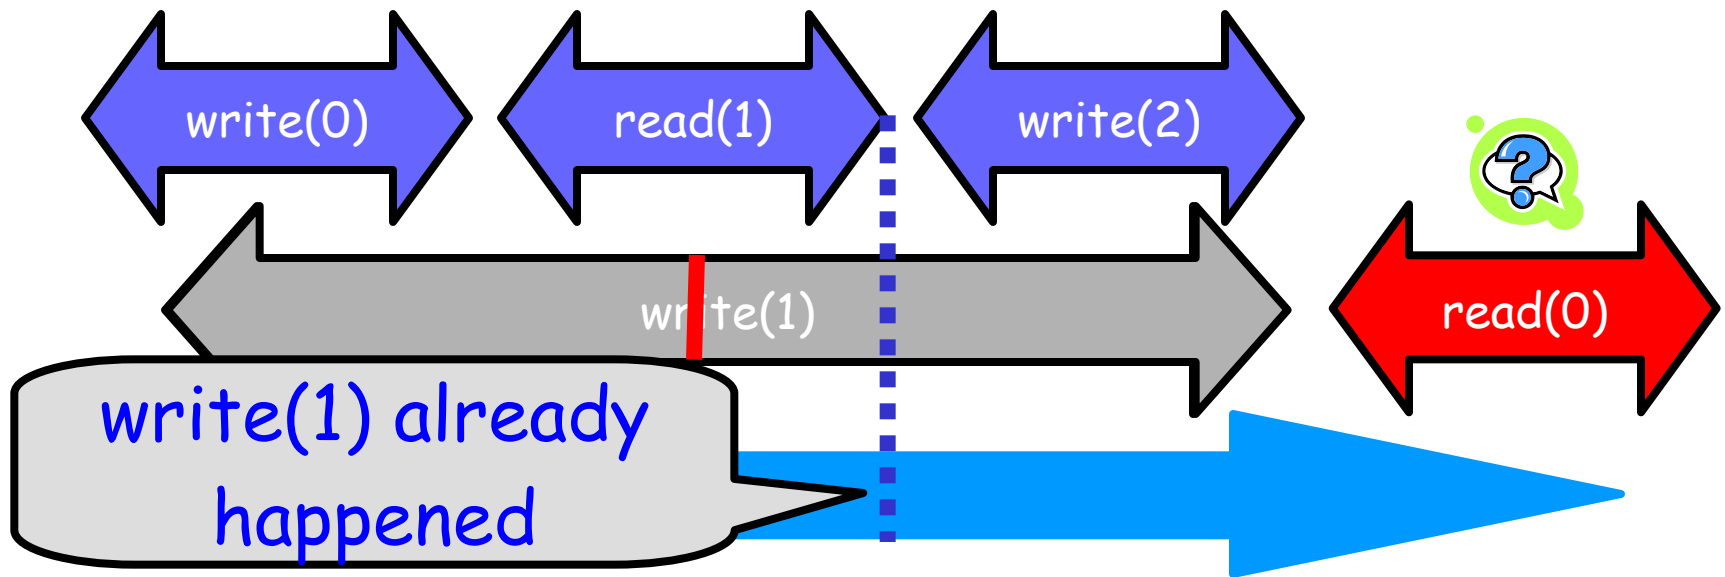 write(0)
read(1)
write(2)
?
write(1)
read(0)
write(1) already
happened